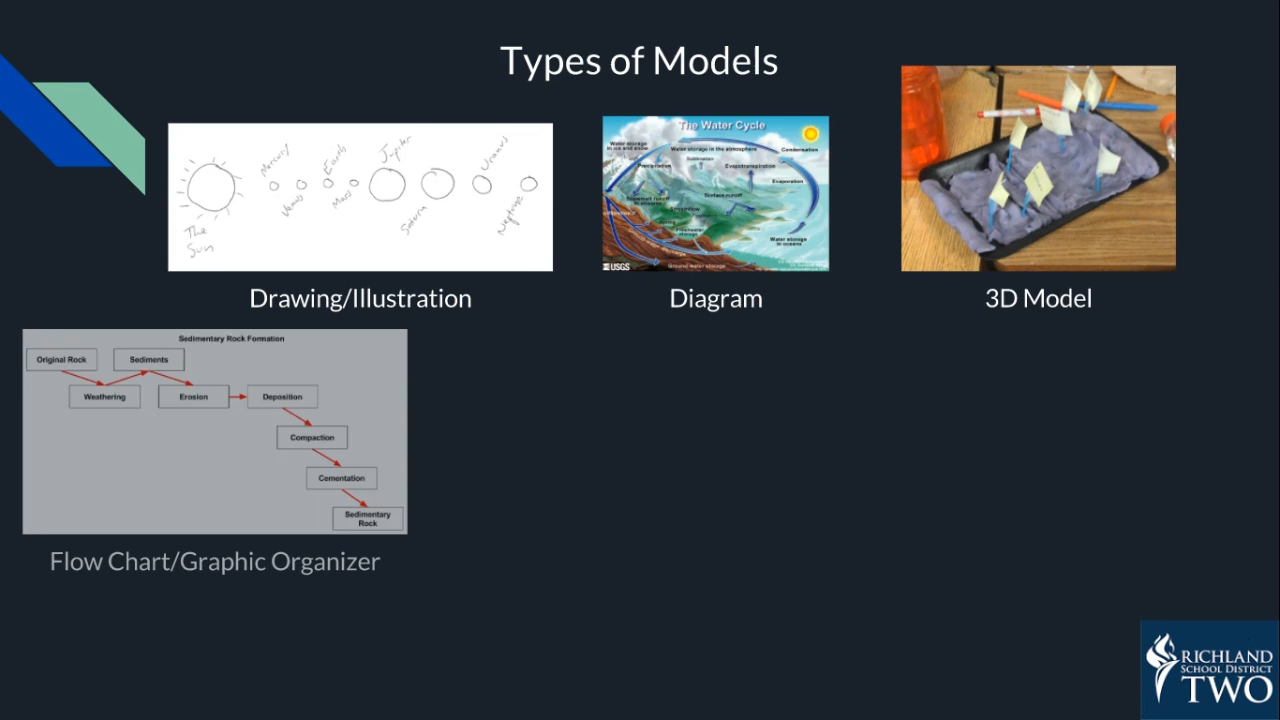 Types of Models
The Sun
Mercury
Venus
Earth
Mars
Jupiter
Saturn
Uranus
Neptune
Drawing/Illustration
The Water Cycle
Water storage
in ice and snow
Water storage in the atmosphere
Condensation
Sublimation
Precipitation
Evapotranspiration
Evaporation
Snowmelt runoff
to streams
Surface runoff
Streamflow
Spring
Freshwater
storage
Water storage
in oceans
Ground-water storage
USGS
Diagram
3D Model
Sedimentary Rock Formation
Original Rock
Sediments
Weathering
Erosion
Deposition
Compaction
Cementation
Sedimentary
Rock
Flow Chart/Graphic Organizer
RICHLAND
SCHOOL DISTRICT
TWO